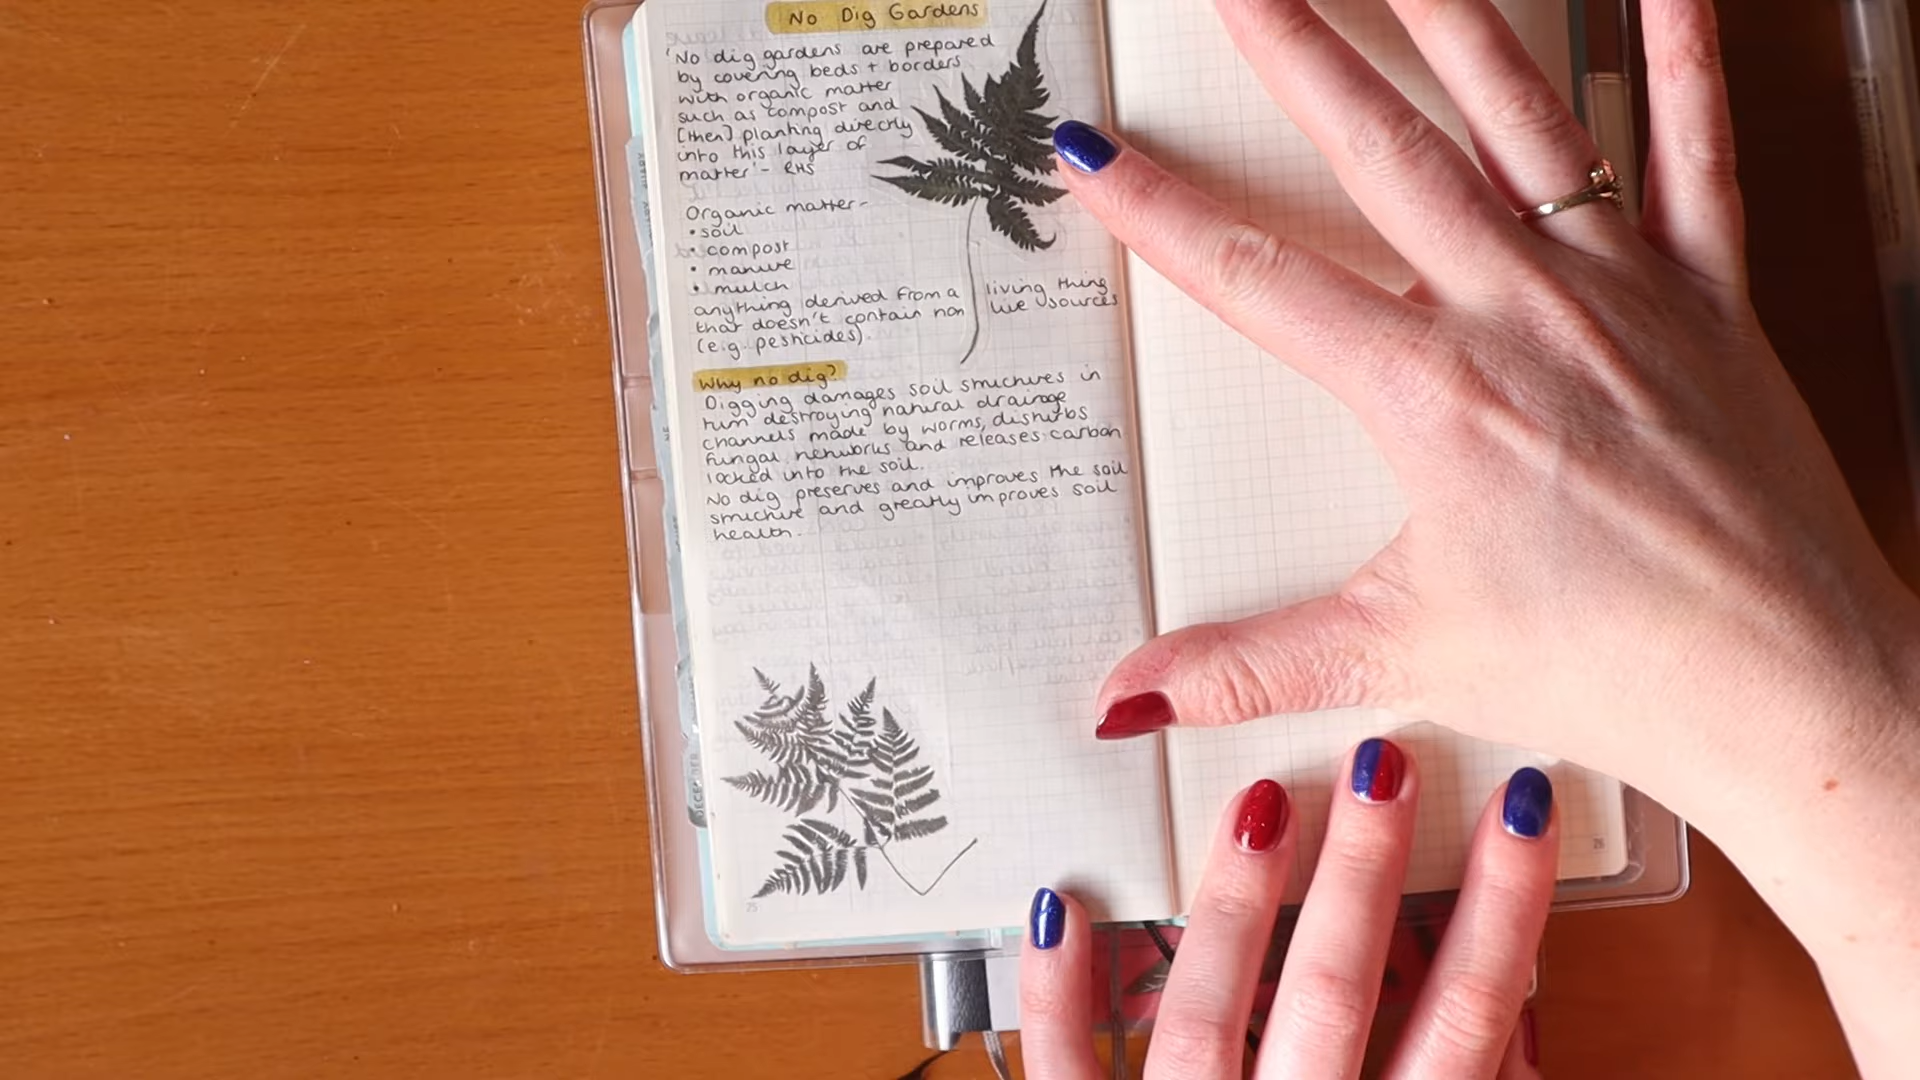 No Dig Gardens
'No dig gardens are prepared
by covering beds + borders
with organic matter
such as compost and
[then] planting directly
into this layer of
matter' - RHS
Organic matter-
• soil
• compost
• manure
• mulch
anything derived from a living thing
that doesn't contain non live sources
(e.g. pesticides).
Why no dig?
Digging damages soil structures in
turn destroying natural drainage
channels made by worms, disturbs
fungal networks and releases carbon
locked into the soil.
No dig preserves and improves the soil
structure and greatly improves soil
health.
DECEMBER
25
26